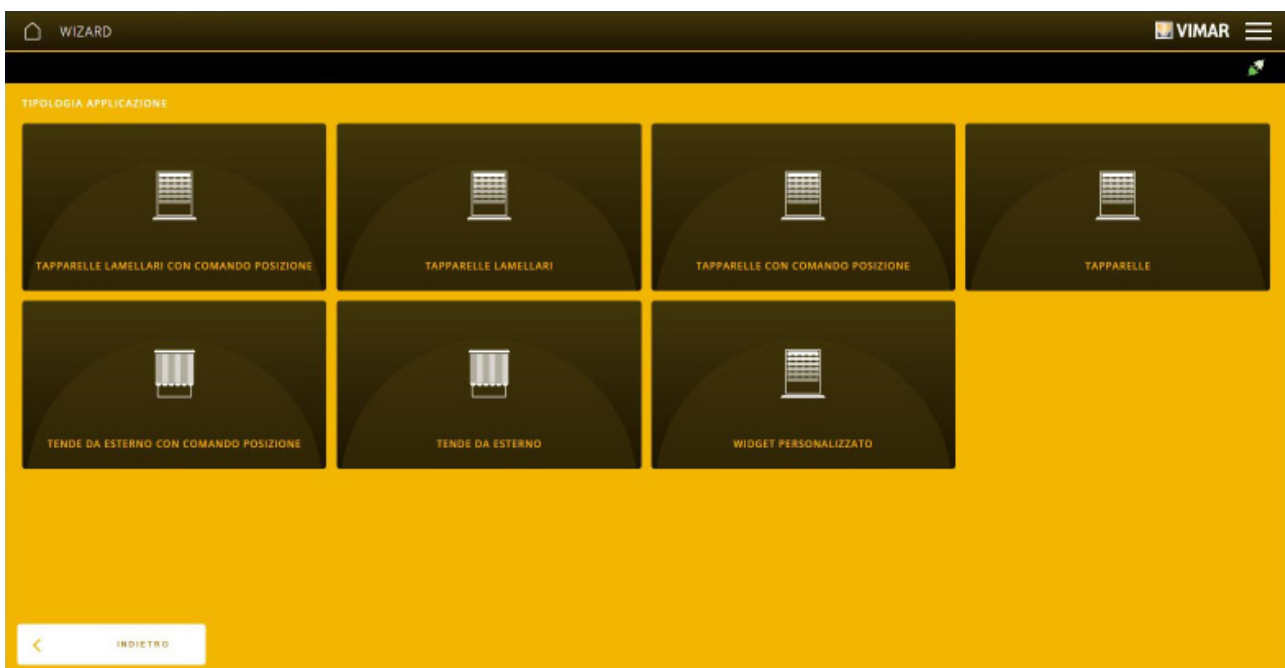 WIZARD
VIMAR
TIPOLOGIA APPLICAZIONE
TAPPARELLE LAMELLARI CON COMANDO POSIZIONE
TAPPARELLE LAMELLARI
TAPPARELLE CON COMANDO POSIZIONE
TAPPARELLE
TENDE DA ESTERNO CON COMANDO POSIZIONE
TENDE DA ESTERNO
WIDGET PERSONALIZZATO
INDIETRO